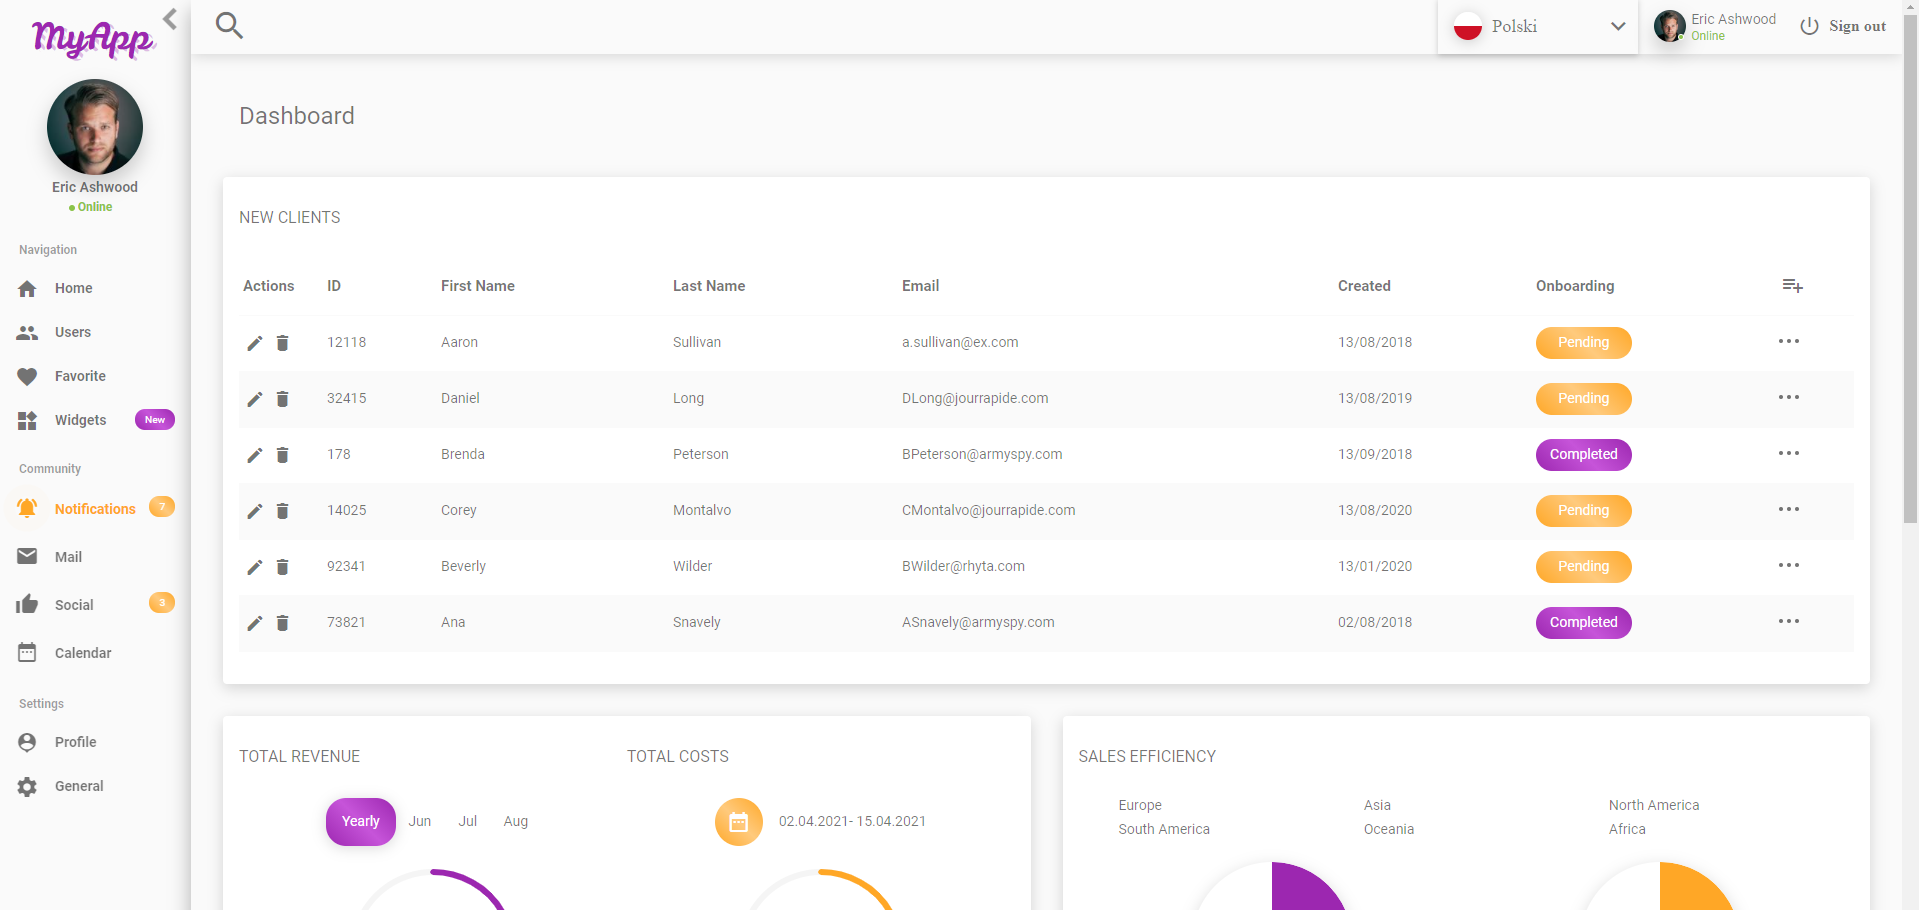 MyApp
Eric Ashwood
Online
Navigation
Home
Users
Favorite
Widgets New
Community
Notifications 7
Mail
Social 3
Calendar
Settings
Profile
General
Polski
Eric Ashwood
Online
Sign out
Dashboard
NEW CLIENTS
Actions ID First Name Last Name Email Created Onboarding
12118 Aaron Sullivan a.sullivan@ex.com 13/08/2018 Pending
32415 Daniel Long DLong@jourrapide.com 13/08/2019 Pending
178 Brenda Peterson BPeterson@armyspy.com 13/09/2018 Completed
14025 Corey Montalvo CMontalvo@jourrapide.com 13/08/2020 Pending
92341 Beverly Wilder BWilder@rhyta.com 13/01/2020 Pending
73821 Ana Snavely ASnavely@armyspy.com 02/08/2018 Completed
TOTAL REVENUE
Yearly Jun Jul Aug
TOTAL COSTS
02.04.2021- 15.04.2021
SALES EFFICIENCY
Europe Asia North America
South America Oceania Africa